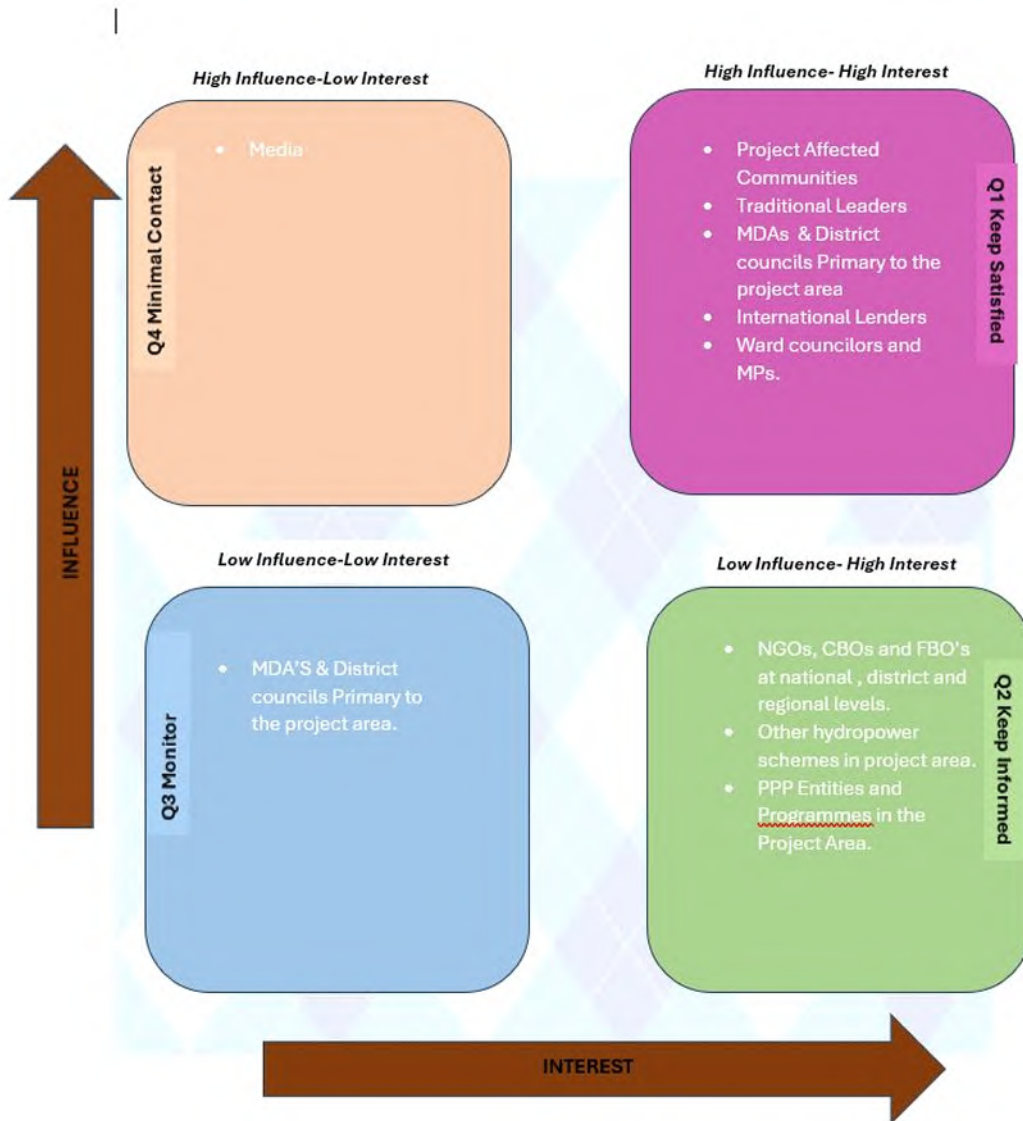 High Influence-Low Interest
Q4 Minimal Contact
• Media
High Influence- High Interest
• Project Affected
Communities
• Traditional Leaders
• MDAs & District
councils Primary to the
project area
• International Lenders
• Ward councilors and
MPs.
Q1 Keep Satisfied
INFLUENCE
Low Influence-Low Interest
Q3 Monitor
• MDA'S & District
councils Primary to
the project area.
Low Influence- High Interest
• NGOs, CBOs and FBO's
at national , district and
regional levels.
• Other hydropower
schemes in project area.
• PPP Entities and
Programmes in the
Project Area.
Q2 Keep Informed
INTEREST